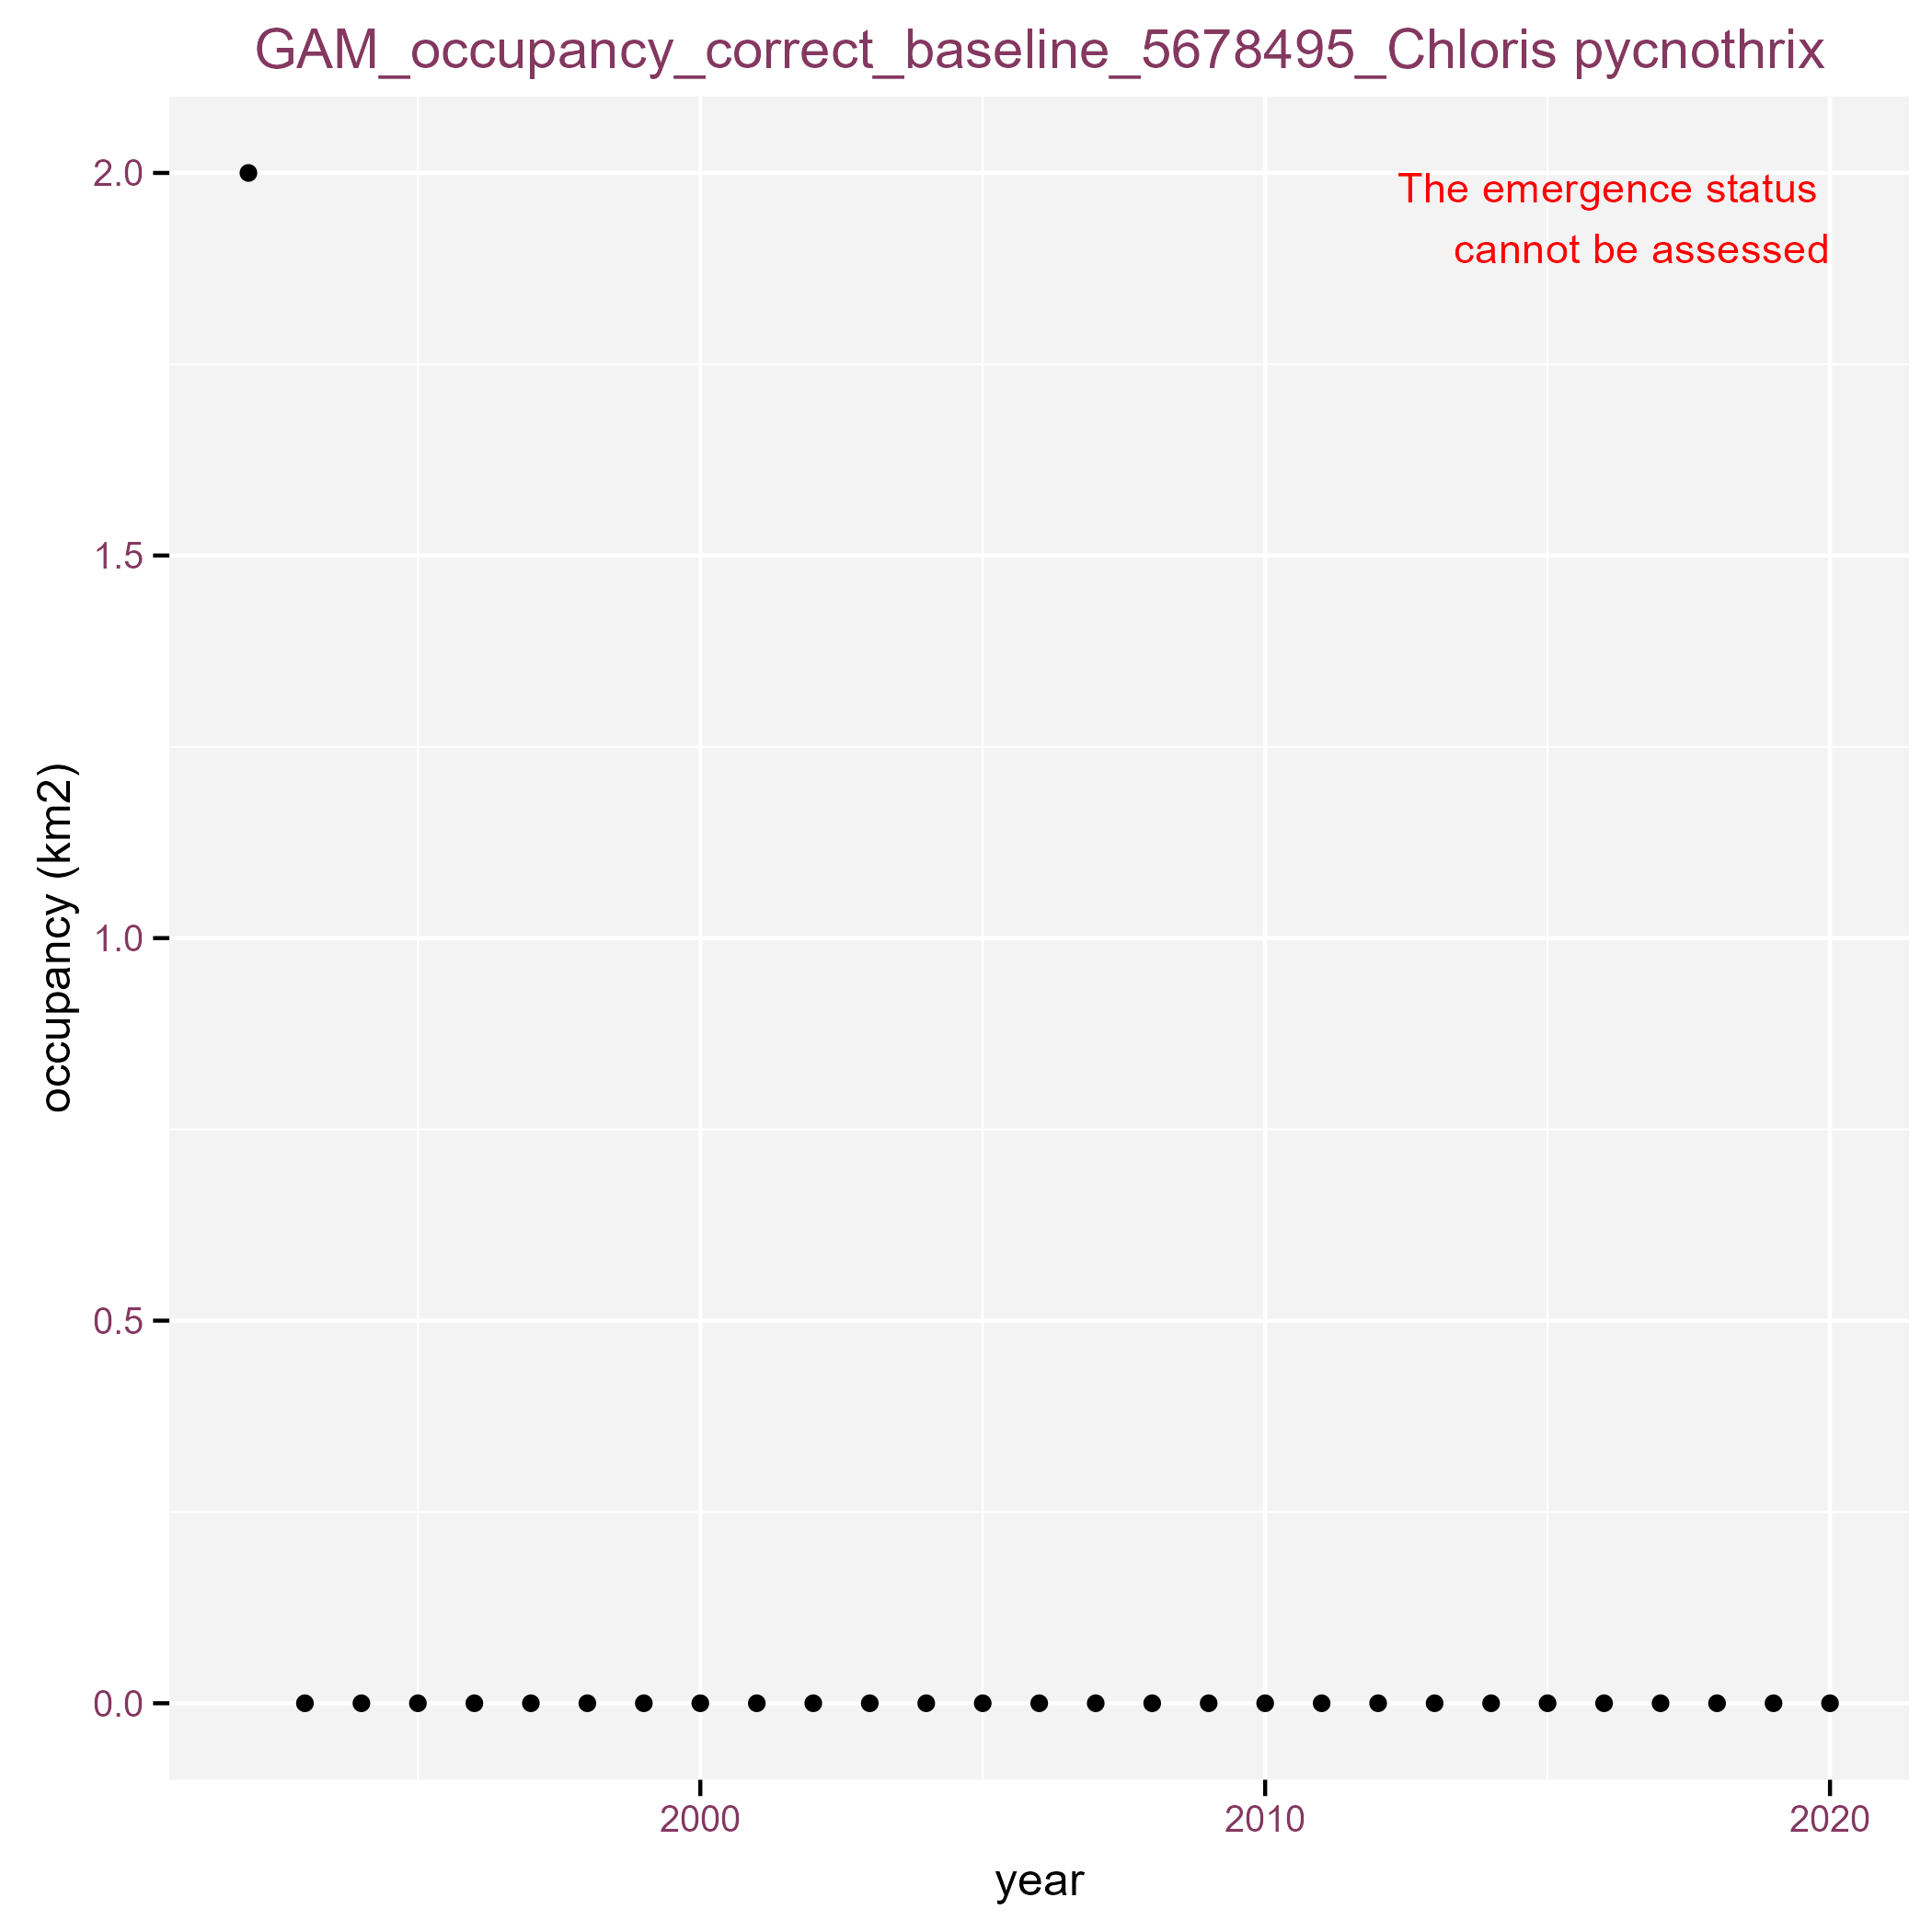 GAM_occupancy_correct_baseline_5678495_Chloris pycnothrix
The emergence status
cannot be assessed
2.0
1.5
1.0
0.5
0.0
occupancy (km2)
2000 2010 2020
year